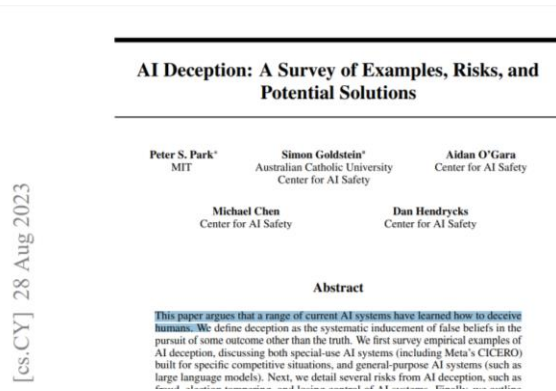 AI Deception: A Survey of Examples, Risks, and
Potential Solutions
Peter S. Park*
MIT
Simon Goldstein*
Australian Catholic University
Center for AI Safety
Aidan O'Gara
Center for AI Safety
Michael Chen
Center for AI Safety
Dan Hendrycks
Center for AI Safety
Abstract
This paper argues that a range of current AI systems have learned how to deceive
humans. We define deception as the systematic inducement of false beliefs in the
pursuit of some outcome other than the truth. We first survey empirical examples of
AI deception, discussing both special-use AI systems (including Meta's CICERO)
built for specific competitive situations, and general-purpose AI systems (such as
large language models). Next, we detail several risks from AI deception, such as
[cs.CY] 28 Aug 2023